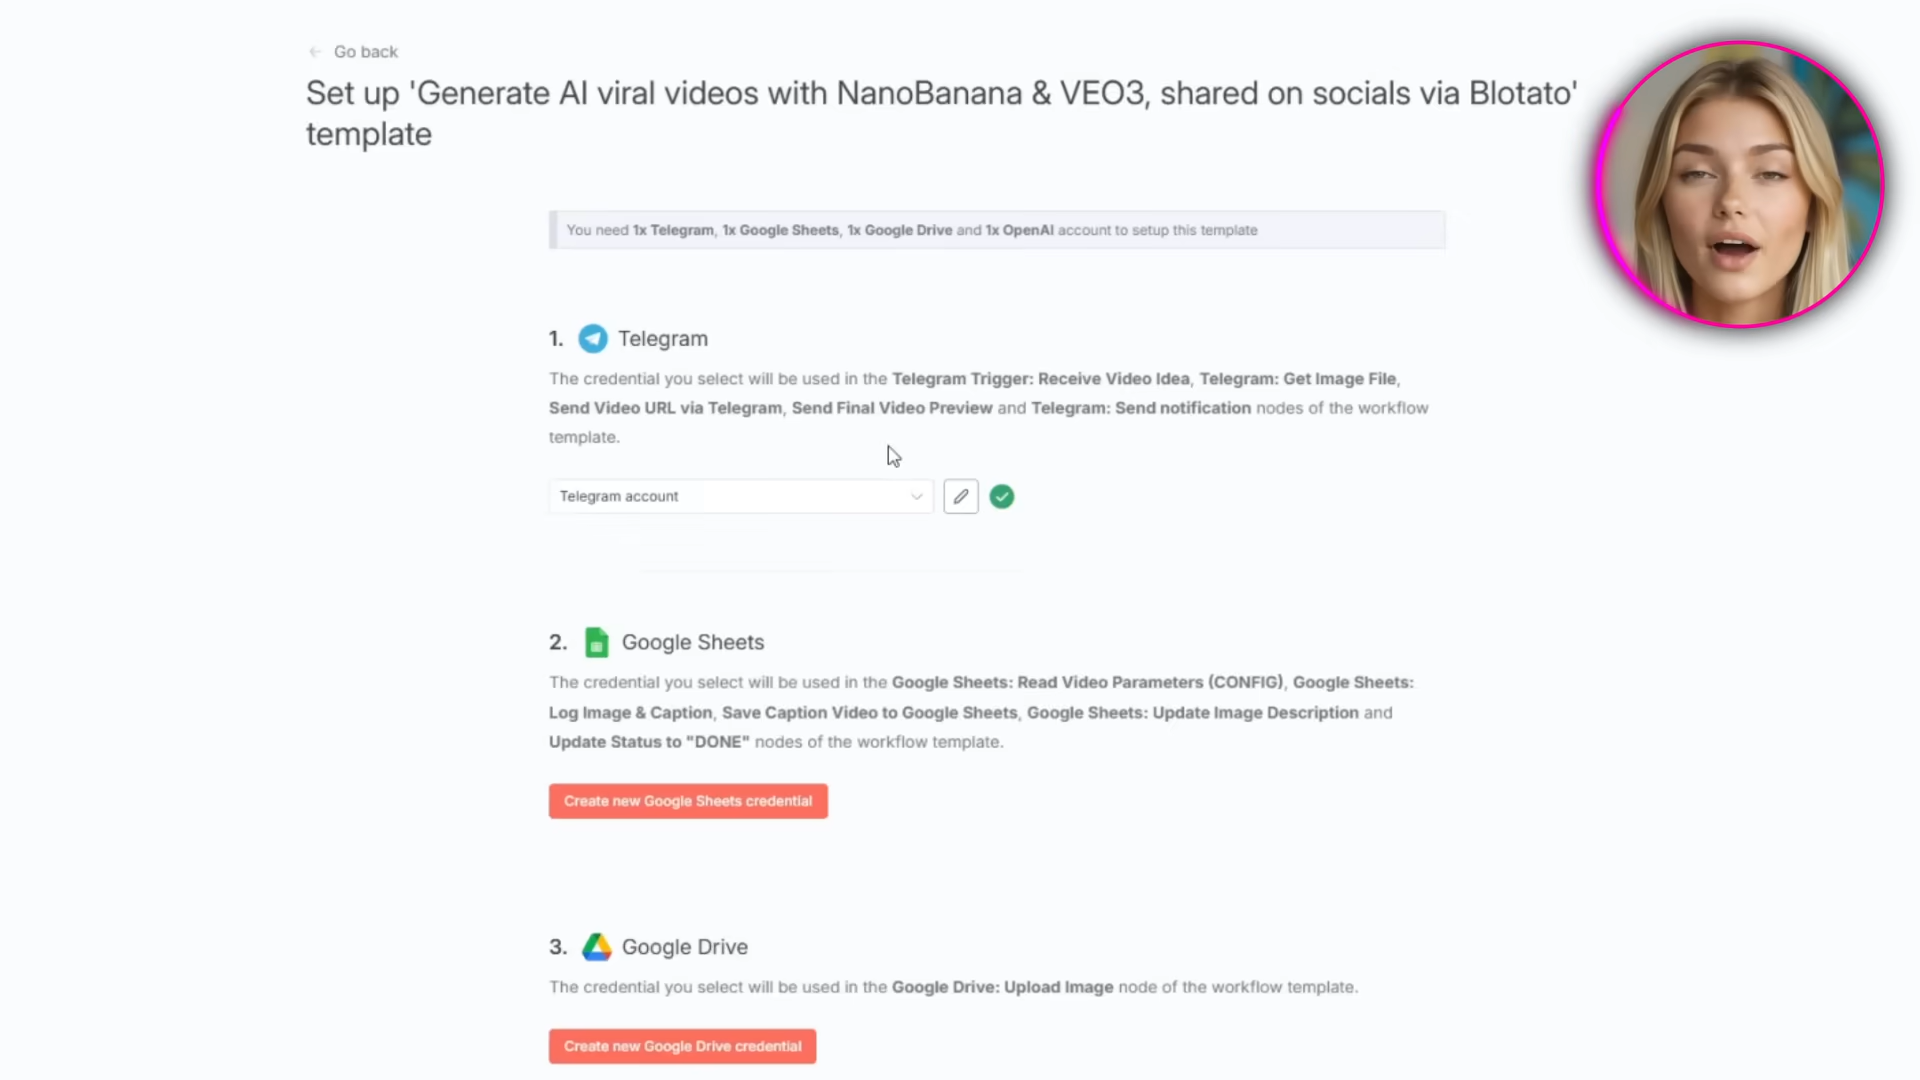 Go back
Set up 'Generate AI viral videos with NanoBanana & VEO3, shared on socials via Blotato'
template
You need 1x Telegram, 1x Google Sheets, 1x Google Drive and 1x OpenAI account to setup this template
1. Telegram
The credential you select will be used in the Telegram Trigger: Receive Video Idea, Telegram: Get Image File,
Send Video URL via Telegram, Send Final Video Preview and Telegram: Send notification nodes of the workflow
template.
Telegram account
2. Google Sheets
The credential you select will be used in the Google Sheets: Read Video Parameters (CONFIG), Google Sheets:
Log Image & Caption, Save Caption Video to Google Sheets, Google Sheets: Update Image Description and
Update Status to "DONE" nodes of the workflow template.
Create new Google Sheets credential
3. Google Drive
The credential you select will be used in the Google Drive: Upload Image node of the workflow template.
Create new Google Drive credential